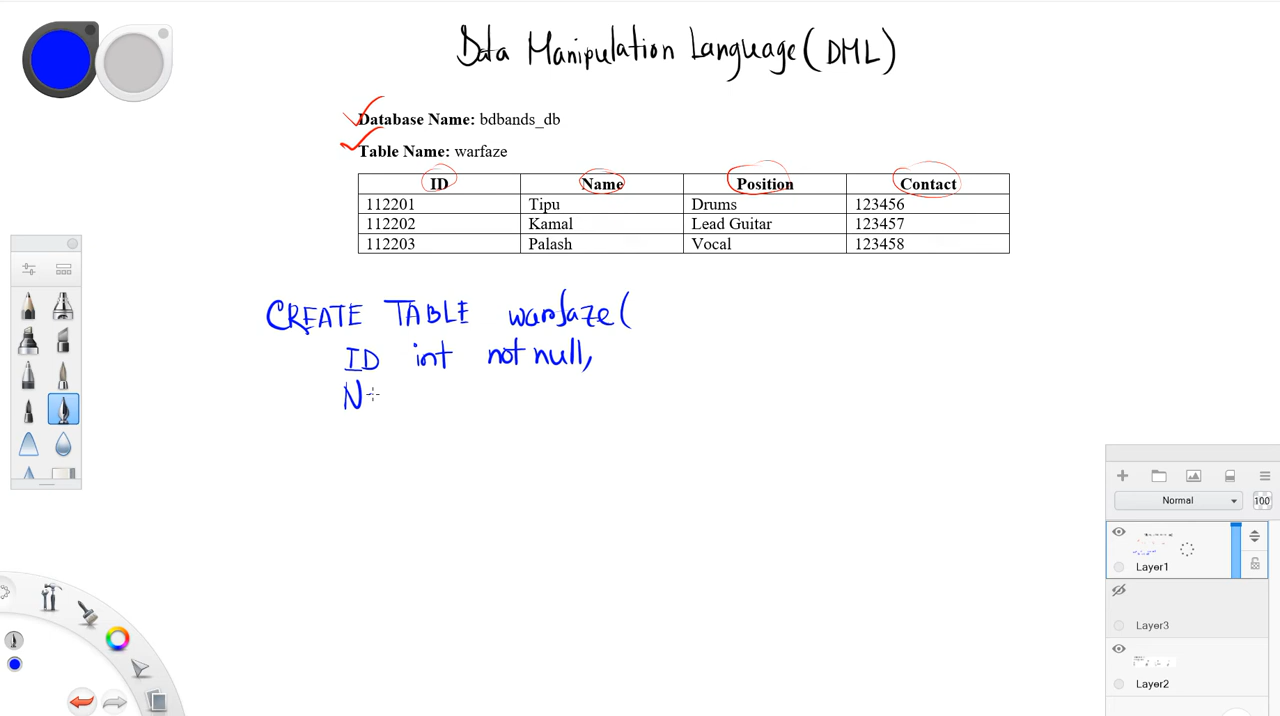 Data Manipulation Language (DML)
Database Name: bdbands_db
Table Name: warfaze
ID Name Position Contact
112201 Tipu Drums 123456
112202 Kamal Lead Guitar 123457
112203 Palash Vocal 123458
CREATE TABLE warfaze(
ID int not null,
N
Normal 100
Layer1
Layer3
Layer2